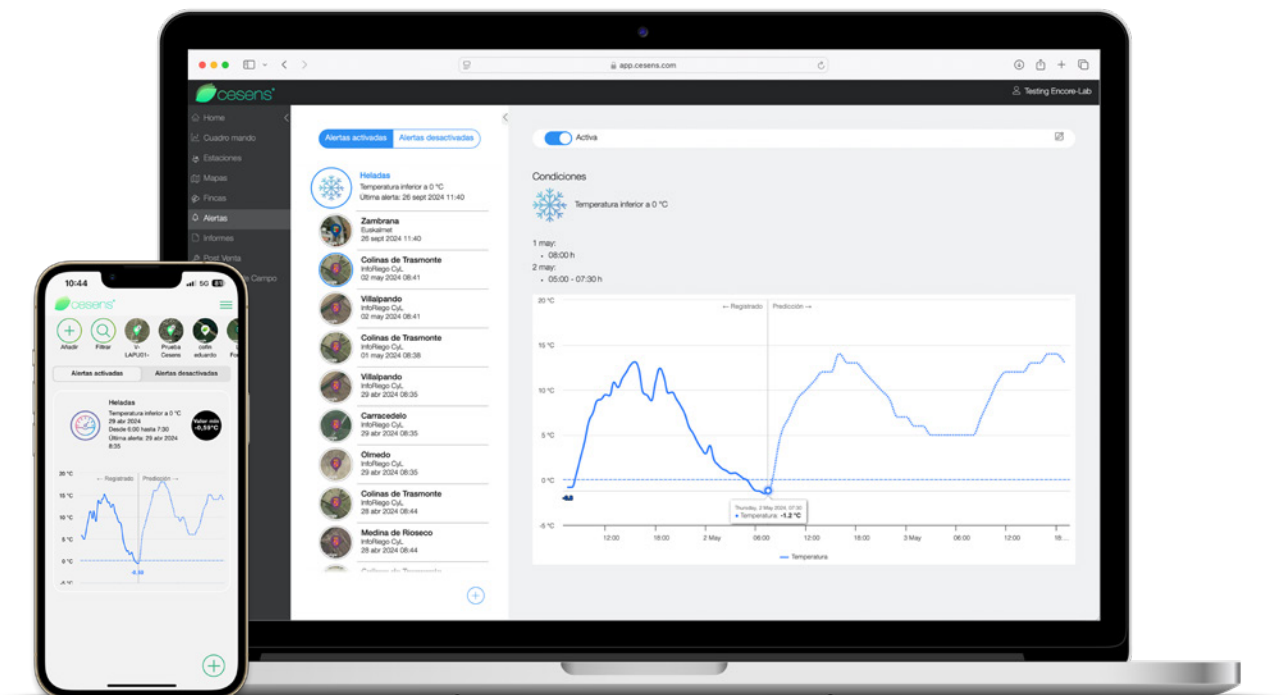 app.cesens.com
cesens
Testing Encore-Lab
Home
Cuadro mando
Estaciones
Mapas
Fincas
Alertas
Informes
Post Venta
Campo
Alertas activadas
Alertas desactivadas
Heladas
Temperatura inferior a 0 °C
Última alerta: 26 sept 2024 11:40
Zambrana
Euskalmet
26 sept 2024 11:40
Colinas de Trasmonte
InfoRiego CyL
02 may 2024 08:41
Villalpando
InfoRiego CyL
02 may 2024 08:41
Colinas de Trasmonte
InfoRiego CyL
01 may 2024 08:38
Villalpando
InfoRiego CyL
29 abr 2024 08:35
Carracedelo
InfoRiego CyL
29 abr 2024 08:35
Olmedo
InfoRiego CyL
29 abr 2024 08:35
Colinas de Trasmonte
InfoRiego CyL
28 abr 2024 08:44
Medina de Rioseco
InfoRiego CyL
28 abr 2024 08:44
Activa
Condiciones
Temperatura inferior a 0 °C
1 may:
• 08:00 h
2 may:
• 05:00 - 07:30 h
← Registrado Predicción →
20 °C
15 °C
10 °C
5 °C
0 °C
-5 °C
Thursday, 2 May 2024, 07:30
• Temperatura: -1.2 °C
12:00 18:00 2 May 06:00 12:00 18:00 3 May 06:00 12:00 18...
Temperatura
10:44 5G
cesens
Añadir
Filtrar
V-LAPU01-
Prueba Cesens
cofin eduardo
Alertas activadas
Alertas desactivadas
Heladas
Temperatura inferior a 0 °C
29 abr 2024
Desde 6:00 hasta 7:30
Última alerta: 29 abr 2024
8:35
Valor min
-0,59°C
← Registrado Predicción →
20 °C
15 °C
10 °C
5 °C
0 °C
-5 °C